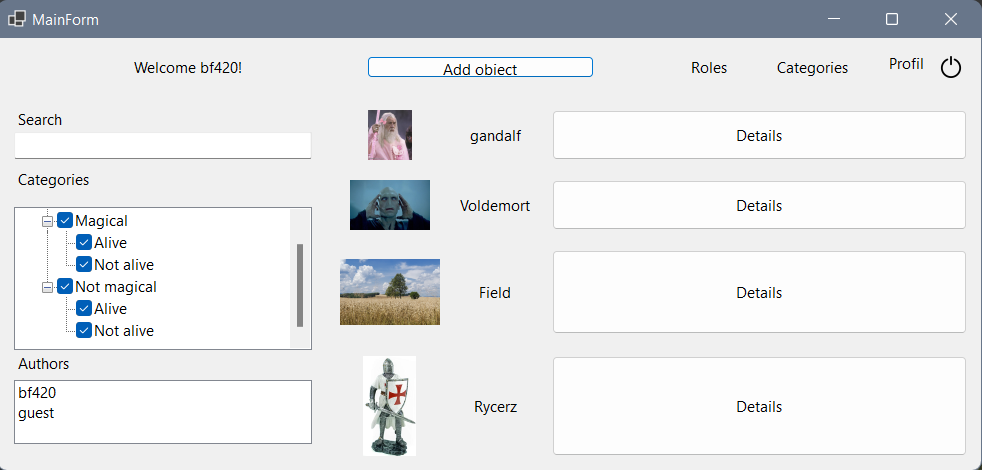 MainForm
Welcome bf420!
Add object
Roles
Categories
Profil
Search
Categories
Magical
Alive
Not alive
Not magical
Alive
Not alive
Authors
bf420
guest
gandalf
Details
Voldemort
Details
Field
Details
Rycerz
Details